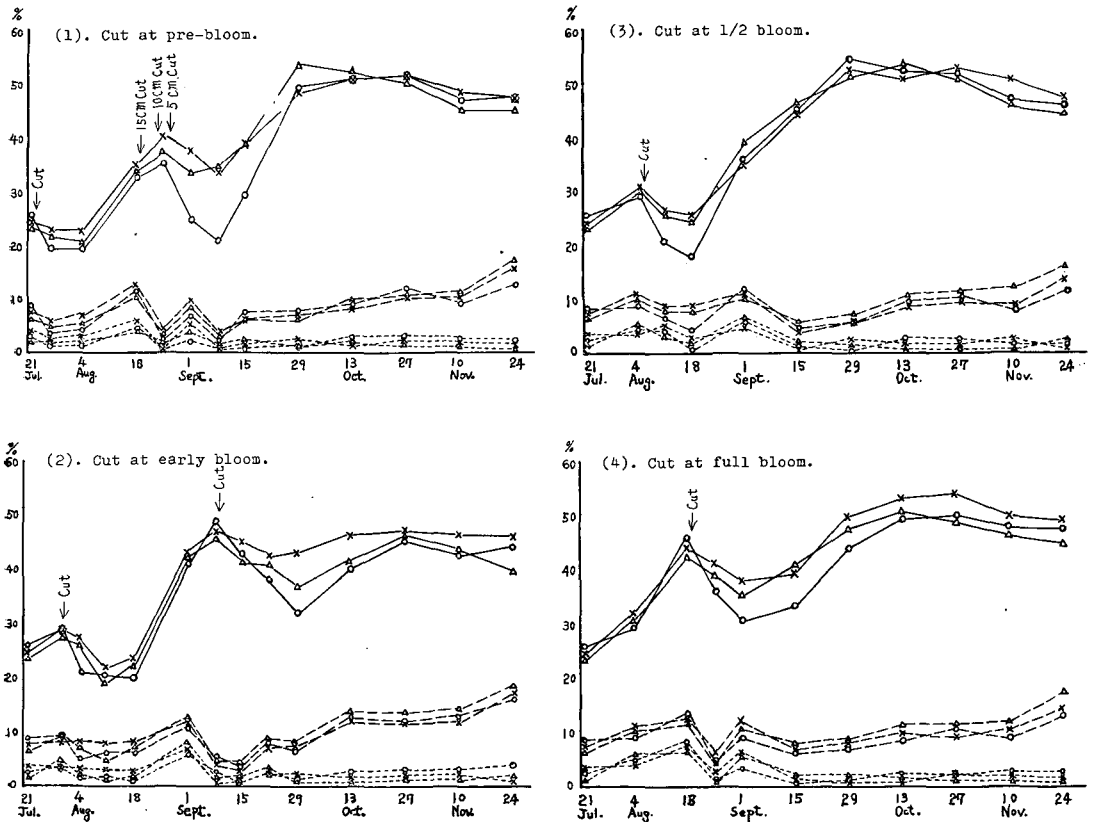 %
(1). Cut at pre-bloom.
60
50
40
30
20
10
0
Cut
15cm Cut
10cm Cut
5cm Cut
21 4 18 1 15 29 13 27 10 24
Jul. Aug. Sept. Oct. Nov.
%
(3). Cut at 1/2 bloom.
60
50
40
30
20
10
0
Cut
21 4 18 1 15 29 13 27 10 24
Jul. Aug. Sept. Oct. Nov.
%
(2). Cut at early bloom.
60
50
40
30
20
10
0
Cut
Cut
21 4 18 1 15 29 13 27 10 24
Jul. Aug. Sept. Oct. Nov.
%
(4). Cut at full bloom.
60
50
40
30
20
10
0
Cut
21 4 18 1 15 29 13 27 10 24
Jul. Aug. Sept. Oct. Nov.